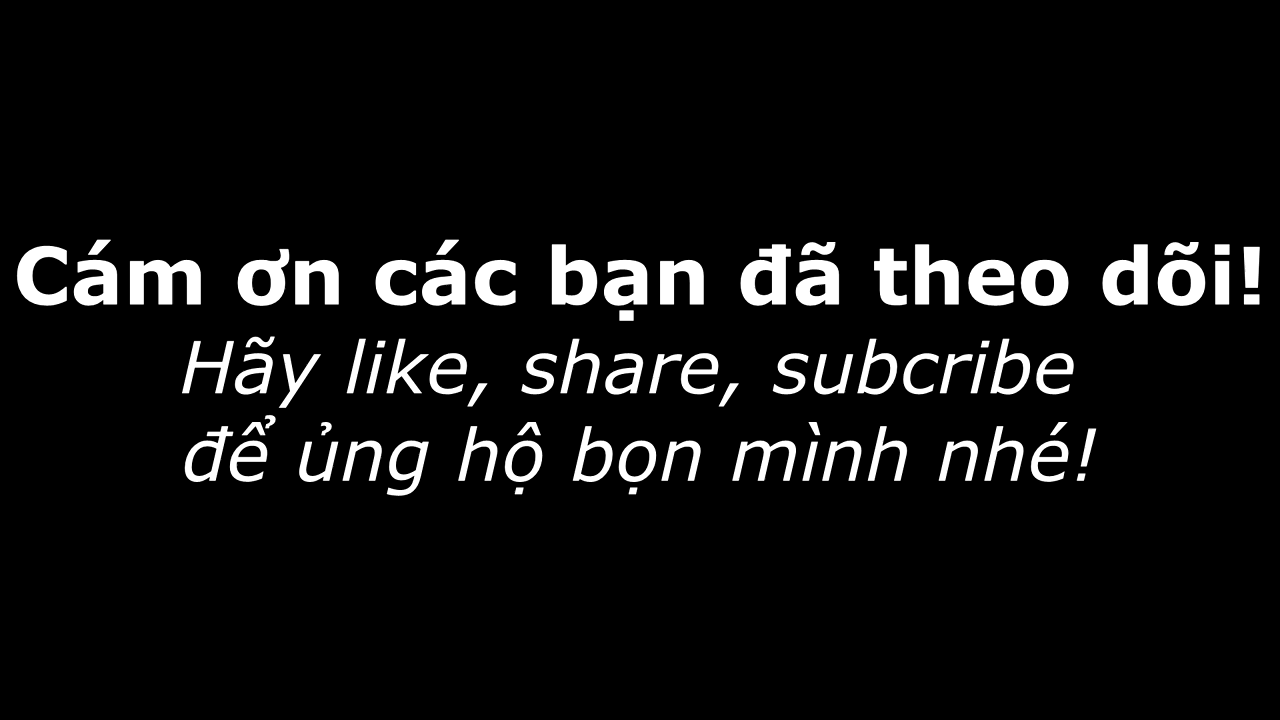 Cám ơn các bạn đã theo dõi!
Hãy like, share, subcribe
để ủng hộ bọn mình nhé!